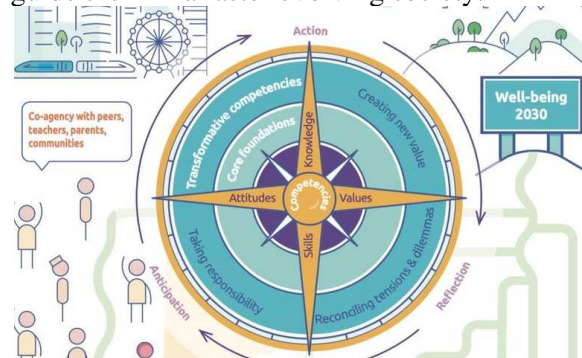 Action
Co-agency with peers,
teachers, parents,
communities
Transformative competencies
Core foundations
Creating new value
Well-being
2030
Knowledge
Attitudes
Competencies
Values
Skills
Taking responsibility
Reconciling tensions & dilemmas
Anticipation
Reflection